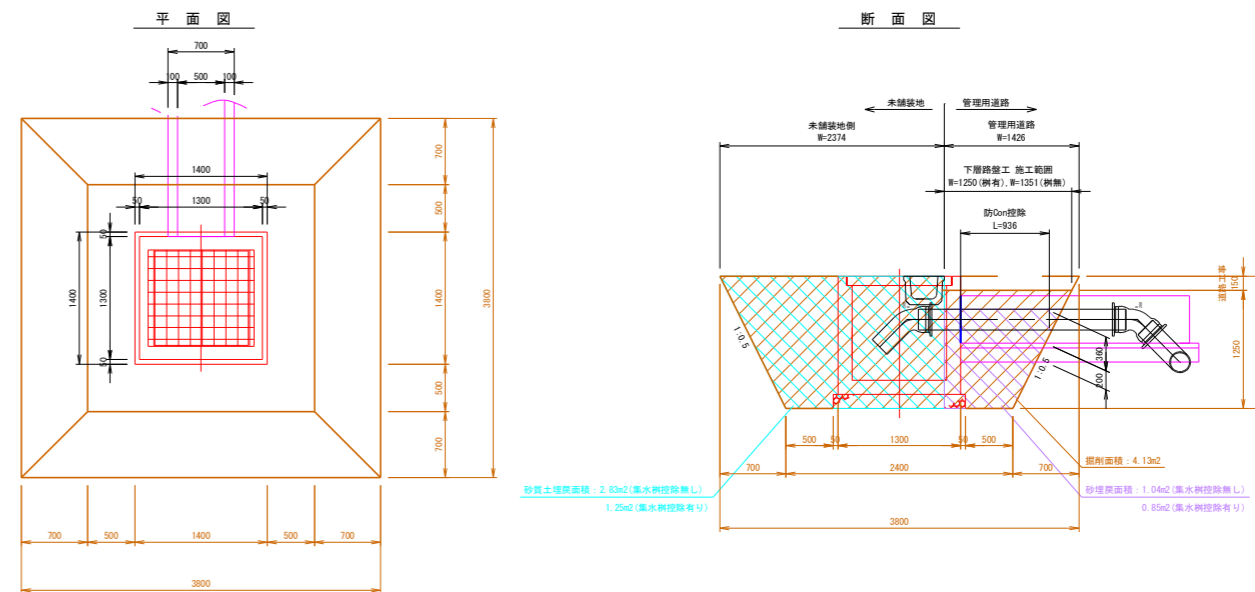 平 面 図
700
100
500
100
1400
50
1300
50
50
1300
1400
50
700
500
1400
500
700
3800
700
500
1400
500
700
3800
断 面 図
未舗装地
管理用道路
未舗装地側
W=2374
管理用道路
W=1426
下層路盤工 施工範囲
W=1250(桝有),W=1351(桝無)
防Con控除
L=936
道路工事
150
1250
1:0.5
1:0.5
360
200
500
50
1300
50
500
700
2400
700
3800
掘削面積:4.13m2
砂質土埋戻面積:2.83m2(集水桝控除無し)
1.25m2(集水桝控除有り)
砂埋戻面積:1.04m2(集水桝控除無し)
0.85m2(集水桝控除有り)